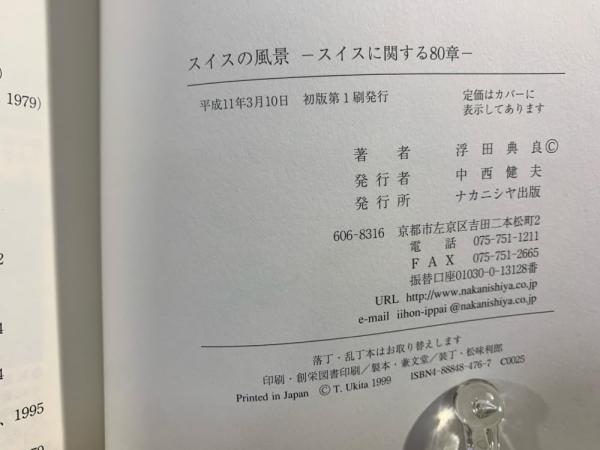 スイスの風景 −スイスに関する80章−
平成11年3月10日 初版第1刷発行
定価はカバーに
表示してあります
著者 浮田典良©
発行者 中西健夫
発行所 ナカニシヤ出版
606-8316 京都市左京区吉田二本松町2
電話 075-751-1211
FAX 075-751-2665
振替口座01030-0-13128番
URL http://www.nakanishiya.co.jp
e-mail iihon-ippai@nakanishiya.co.jp
落丁・乱丁本はお取り替えします
印刷・創栄図書印刷／製本・兼文堂／装丁・松味利郎
Printed in Japan © T. Ukita 1999 ISBN4-88848-476-7 C0025
)
1979)
2
4
4
、1995